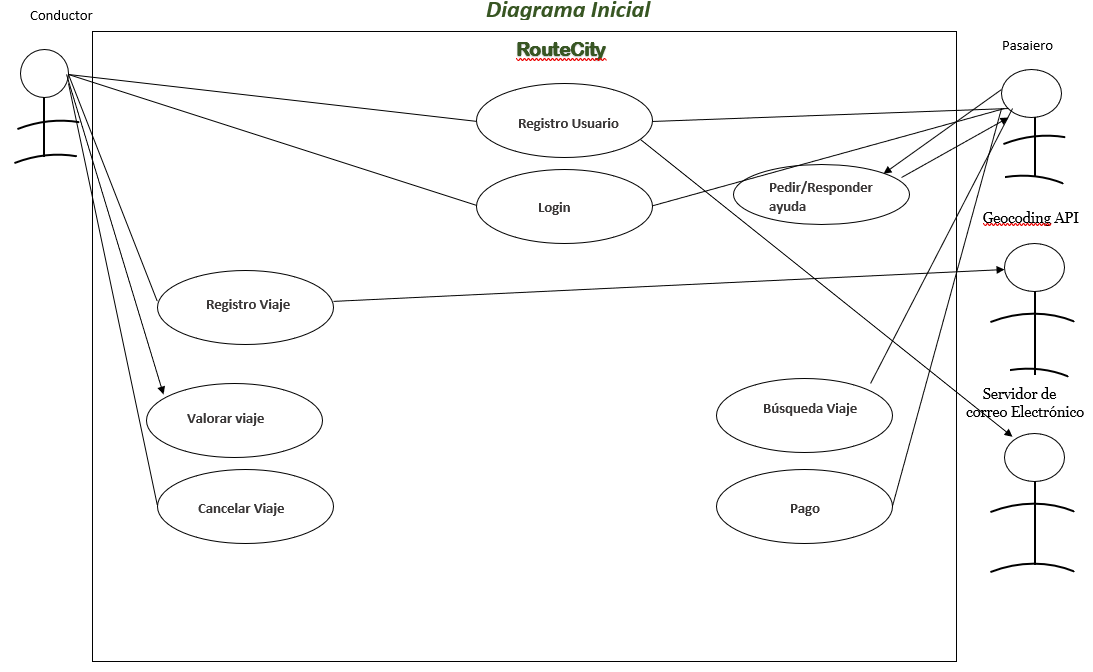 Diagrama Inicial
Conductor
RouteCity
Pasaiero
Registro Usuario
Pedir/Responder
ayuda
Login
Geocoding API
Registro Viaje
Servidor de
correo Electrónico
Búsqueda Viaje
Valorar viaje
Cancelar Viaje
Pago